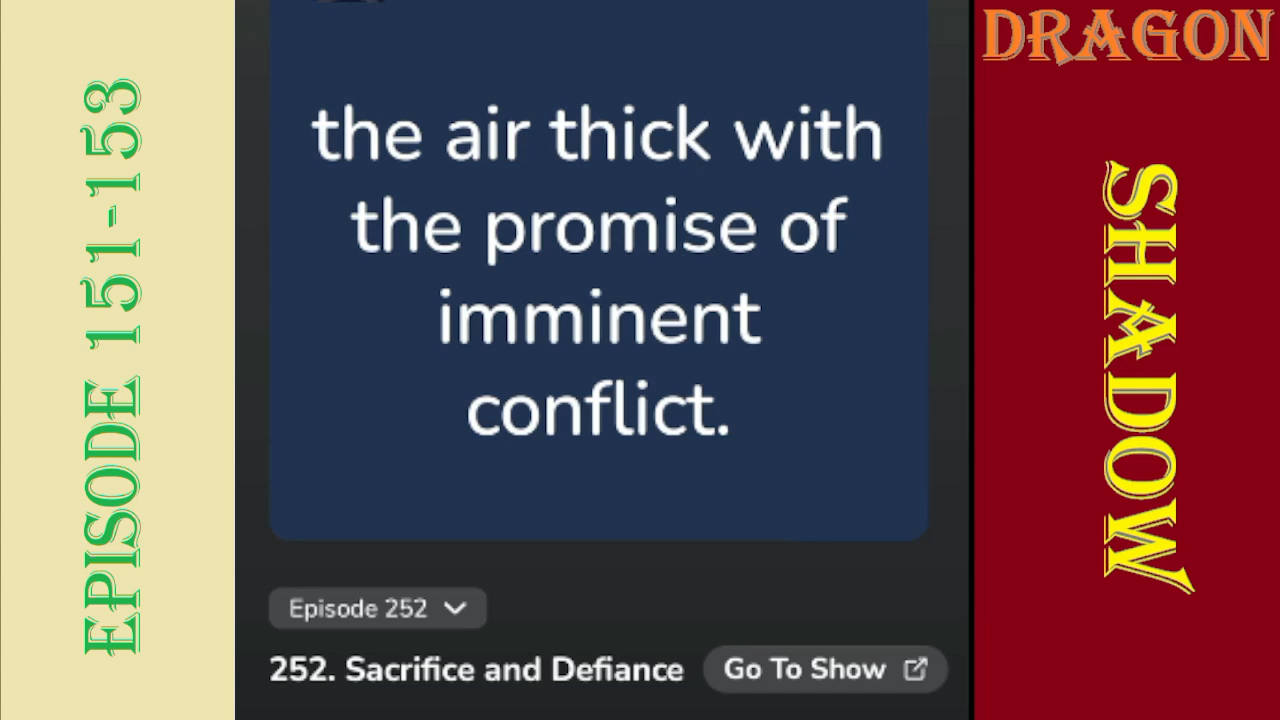 EPISODE 151-153
the air thick with
the promise of
imminent
conflict.
Episode 252
252. Sacrifice and Defiance
Go To Show
DRAGON
SHADOW